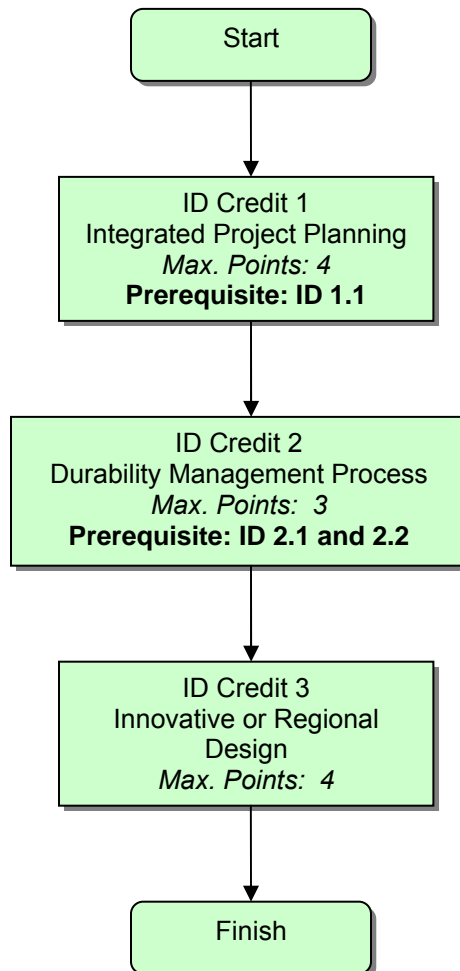 Start
ID Credit 1
Integrated Project Planning
Max. Points: 4
Prerequisite: ID 1.1
ID Credit 2
Durability Management Process
Max. Points:  3
Prerequisite: ID 2.1 and 2.2
ID Credit 3
Innovative or Regional
Design
Max. Points:  4
Finish